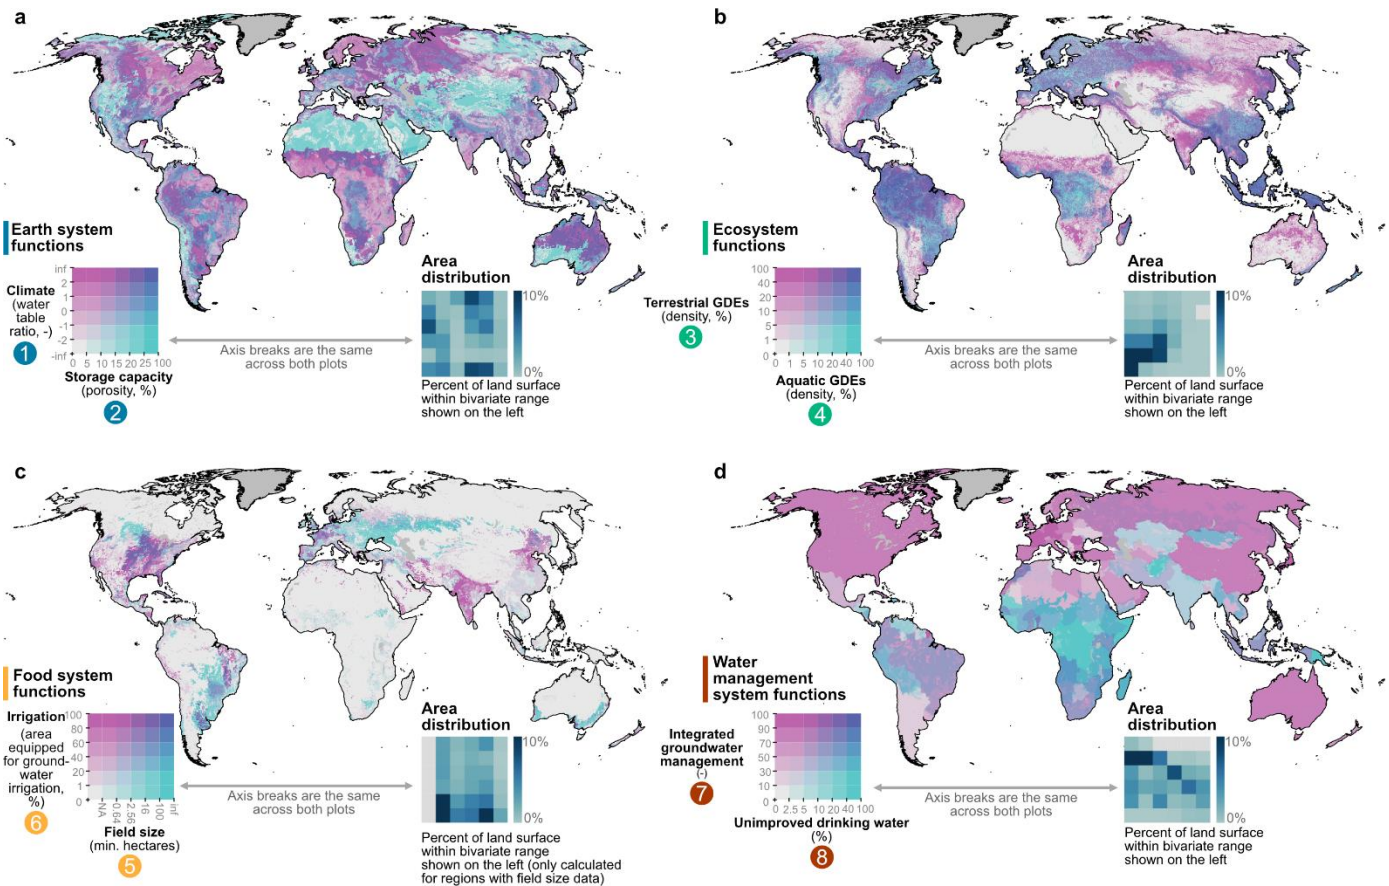 a
Earth system
functions
Climate
(water
table
ratio, -)
1
inf
2
1
0
-1
-2
-inf
0 5 10 15 25 100
Storage capacity
(porosity, %)
2
Axis breaks are the same
across both plots
Area
distribution
10%
0%
Percent of land surface
within bivariate range
shown on the left
b
Ecosystem
functions
Terrestrial GDEs
(density, %)
3
100
40
20
5
1
0
0 1 5 20 40 100
Aquatic GDEs
(density, %)
4
Axis breaks are the same
across both plots
Area
distribution
10%
0%
Percent of land surface
within bivariate range
shown on the left
c
Food system
functions
Irrigation
(area
equipped
for ground-
water
irrigation,
%)
6
100
80
60
40
20
1
0
NA
0.64
2.56
16
100
inf
Field size
(min. hectares)
5
Axis breaks are the same
across both plots
Area
distribution
10%
0%
Percent of land surface
within bivariate range
shown on the left (only calculated
for regions with field size data)
d
Water
management
system functions
Integrated
groundwater
management
(-)
7
100
90
70
50
30
10
0
0 2.5 5 10 20 40 100
Unimproved drinking water
(%)
8
Axis breaks are the same
across both plots
Area
distribution
10%
0%
Percent of land surface
within bivariate range
shown on the left